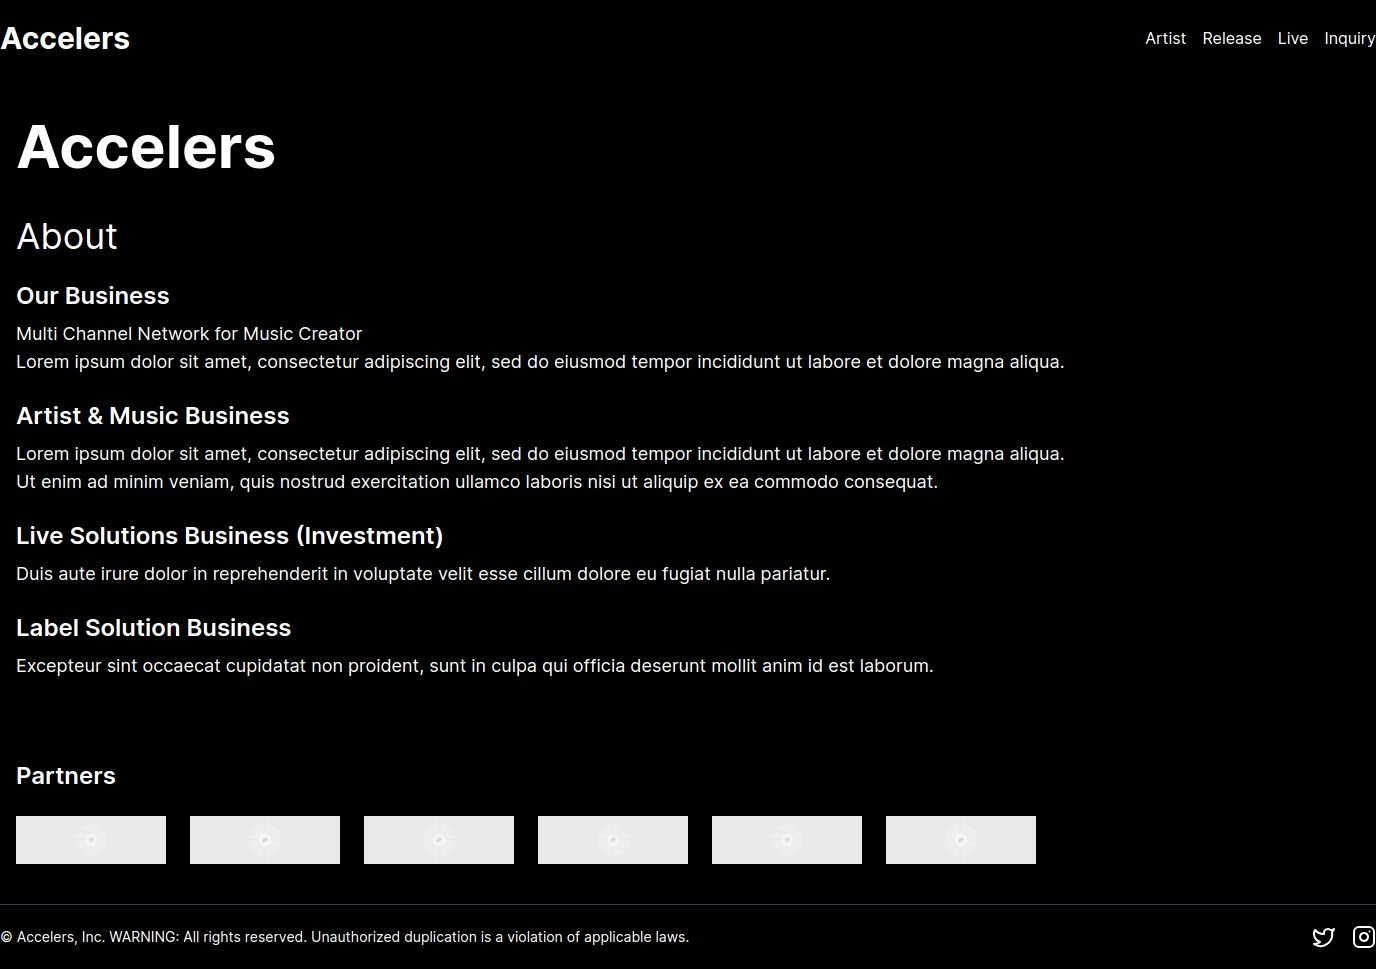 Accelers
Artist Release Live Inquiry
Accelers
About
Our Business
Multi Channel Network for Music Creator
Lorem ipsum dolor sit amet, consectetur adipiscing elit, sed do eiusmod tempor incididunt ut labore et dolore magna aliqua.
Artist & Music Business
Lorem ipsum dolor sit amet, consectetur adipiscing elit, sed do eiusmod tempor incididunt ut labore et dolore magna aliqua.
Ut enim ad minim veniam, quis nostrud exercitation ullamco laboris nisi ut aliquip ex ea commodo consequat.
Live Solutions Business (Investment)
Duis aute irure dolor in reprehenderit in voluptate velit esse cillum dolore eu fugiat nulla pariatur.
Label Solution Business
Excepteur sint occaecat cupidatat non proident, sunt in culpa qui officia deserunt mollit anim id est laborum.
Partners
© Accelers, Inc. WARNING: All rights reserved. Unauthorized duplication is a violation of applicable laws.